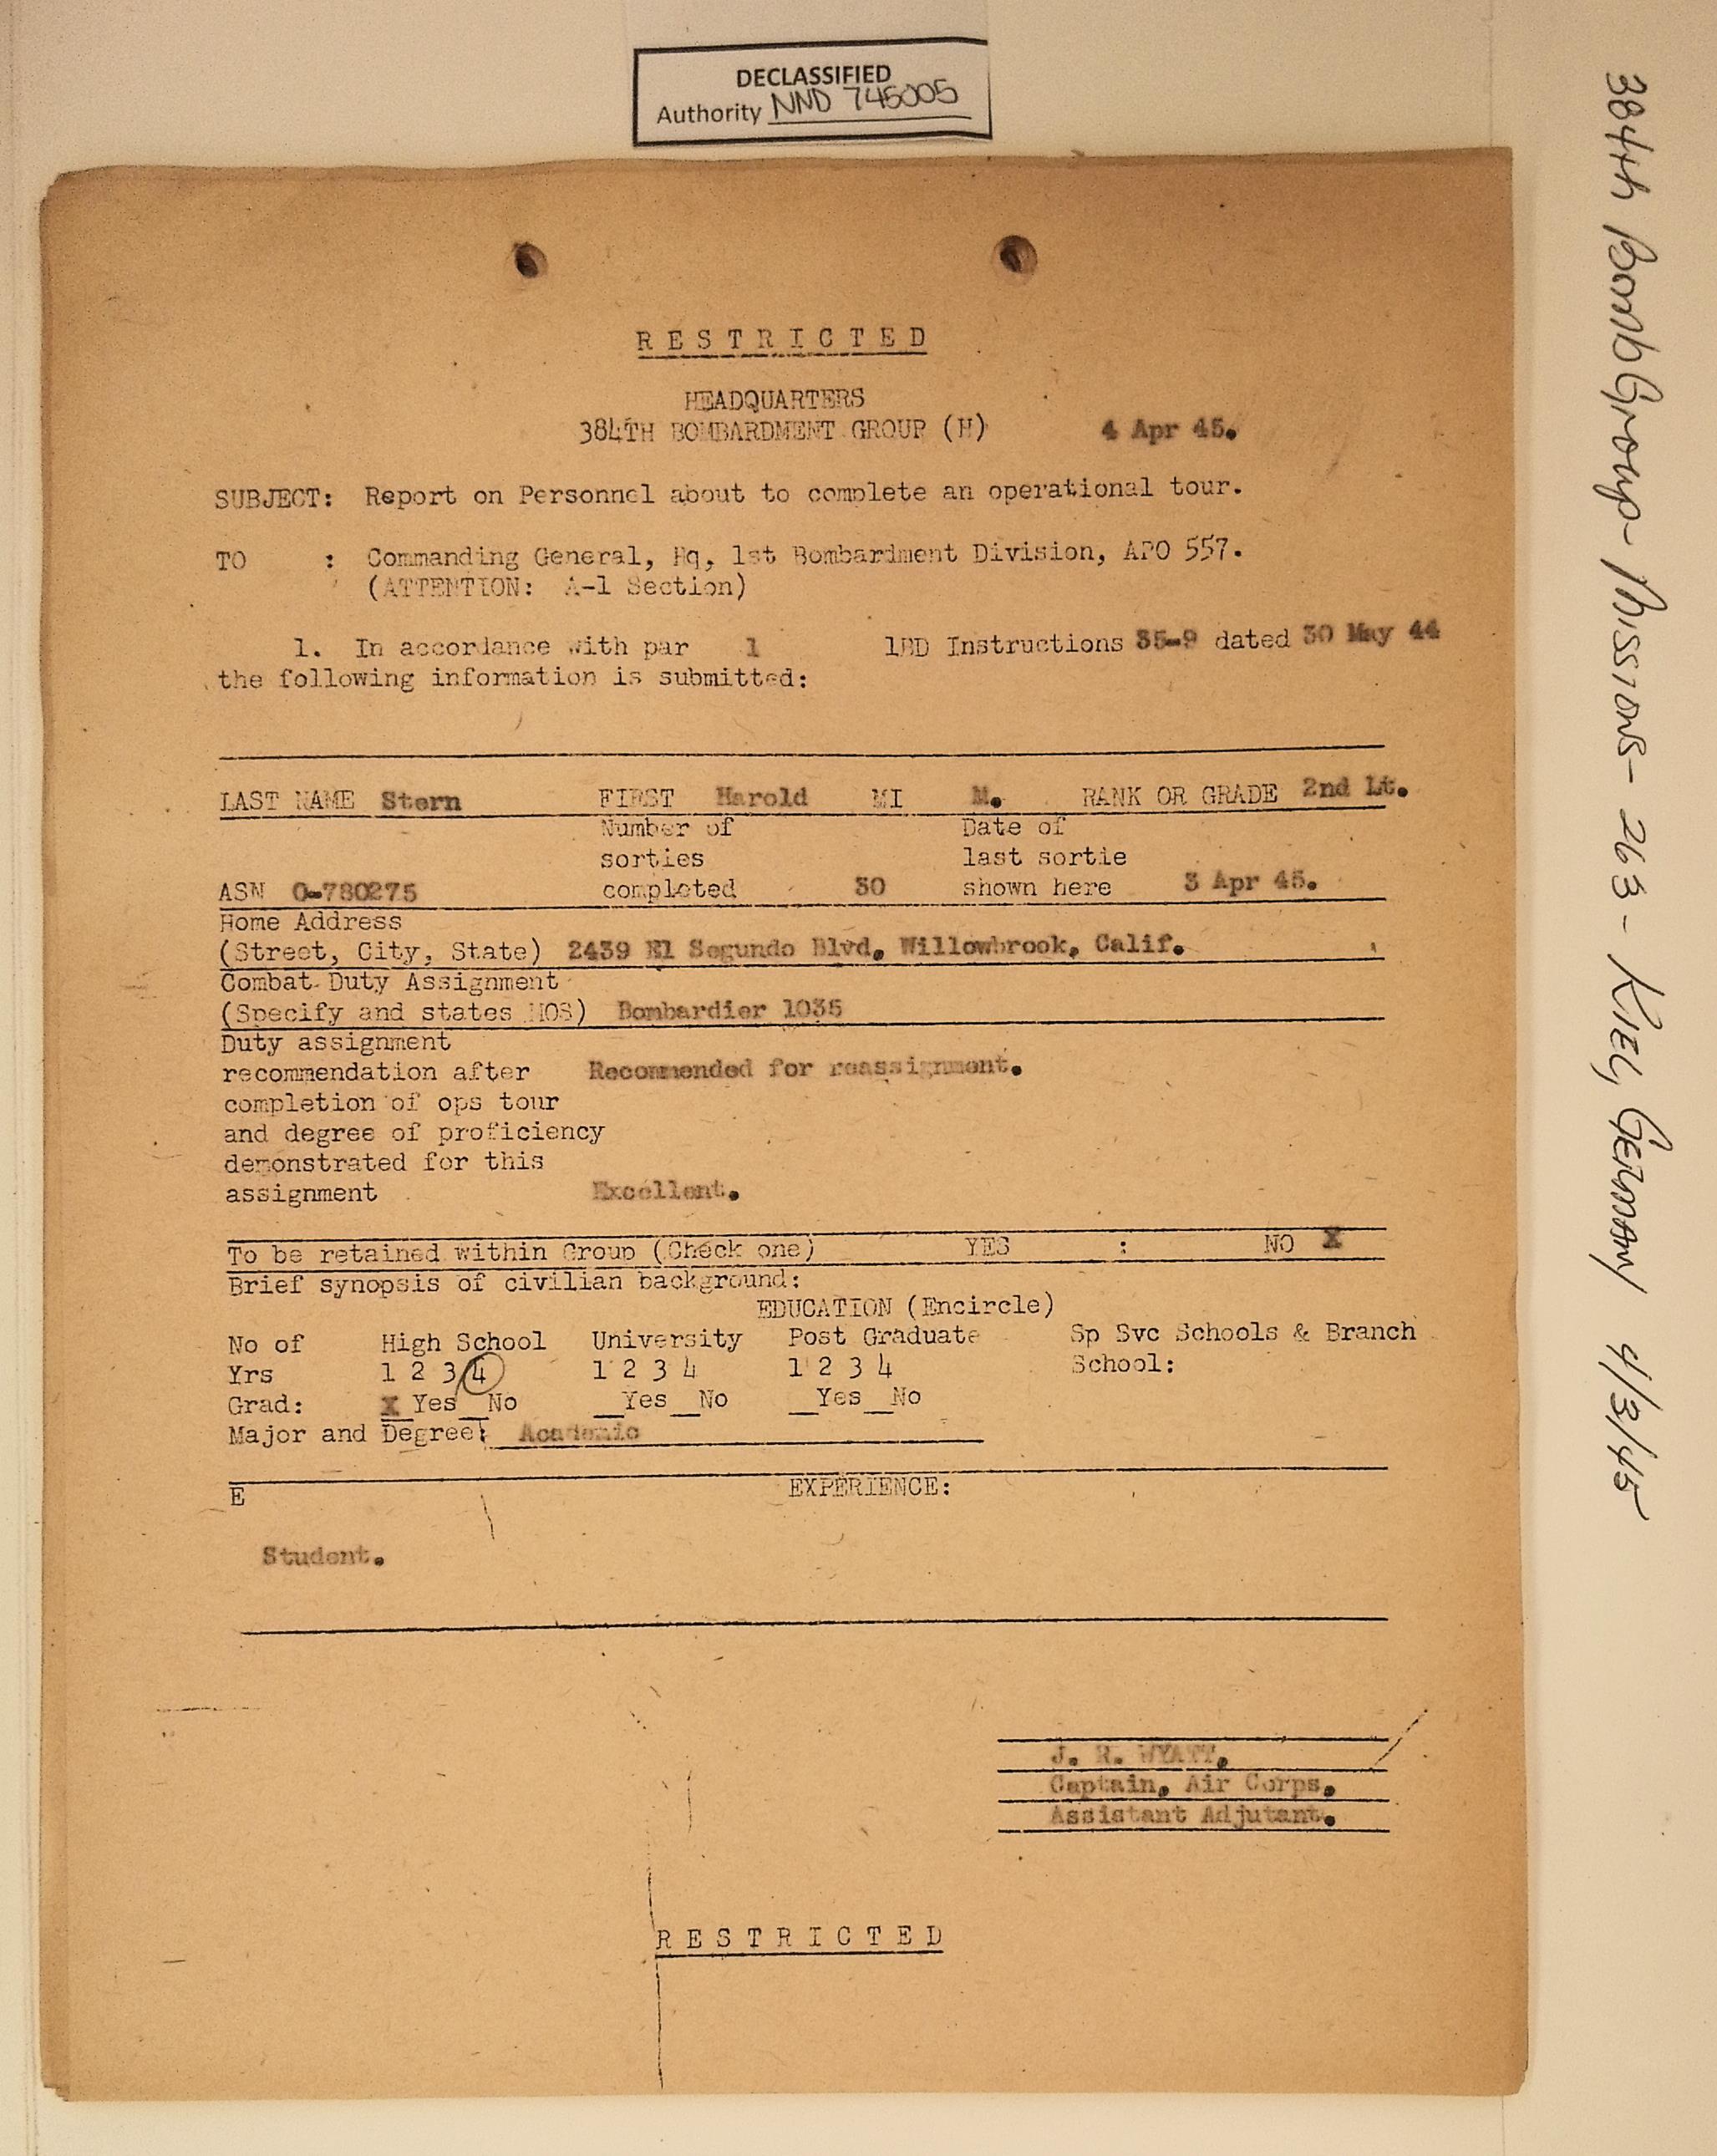 DECLASSIFIED
Authority NND 745005
RESTRICTED
HEADQUARTERS
384TH BOMBARDMENT GROUP (H) 4 Apr 45.
SUBJECT: Report on Personnel about to complete an operational tour.
TO : Commanding General, Hq, 1st Bombardment Division, APO 557.
(ATTENTION: A-1 Section)
1. In accordance with par 1 1BD Instructions 35-9 dated 30 May 44
the following information is submitted:
LAST NAME Stern FIRST Harold MI M. RANK OR GRADE 2nd Lt.
Number of Date of
sorties last sortie
ASN O-780275 completed 30 shown here 3 Apr 45.
Home Address
(Street, City, State) 2439 El Segundo Blvd, Willowbrook, Calif.
Combat Duty Assignment
(Specify and states MOS) Bombardier 1035
Duty assignment
recommendation after Recommended for reassignment.
completion of ops tour
and degree of proficiency
demonstrated for this
assignment Excellent.
To be retained within Group (Check one) YES : NO X
Brief synopsis of civilian background:
EDUCATION (Encircle)
No of High School University Post Graduate Sp Svc Schools & Branch
Yrs 1 2 3 4 1 2 3 4 1 2 3 4 School:
Grad: X Yes__No __Yes__No __Yes__No
Major and Degree: Academic
E EXPERIENCE:
Student.
J. R. WYATT,
Captain, Air Corps.
Assistant Adjutant.
RESTRICTED
384th Bomb Group - Missions - 263 - KIEL, GERMANY 4/3/45